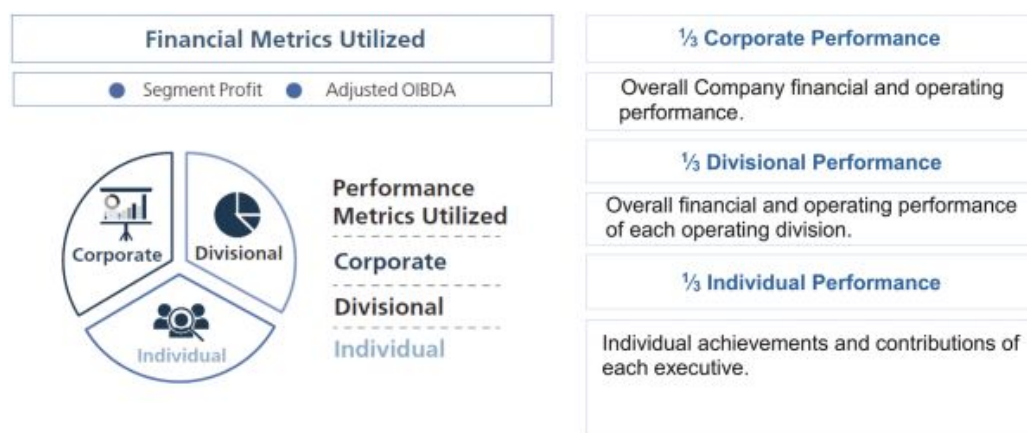 Financial Metrics Utilized
Segment Profit
Adjusted OIBDA
Corporate
Divisional
Individual
Performance
Metrics Utilized
Corporate
Divisional
Individual
⅓ Corporate Performance
Overall Company financial and operating
performance.
⅓ Divisional Performance
Overall financial and operating performance
of each operating division.
⅓ Individual Performance
Individual achievements and contributions of
each executive.